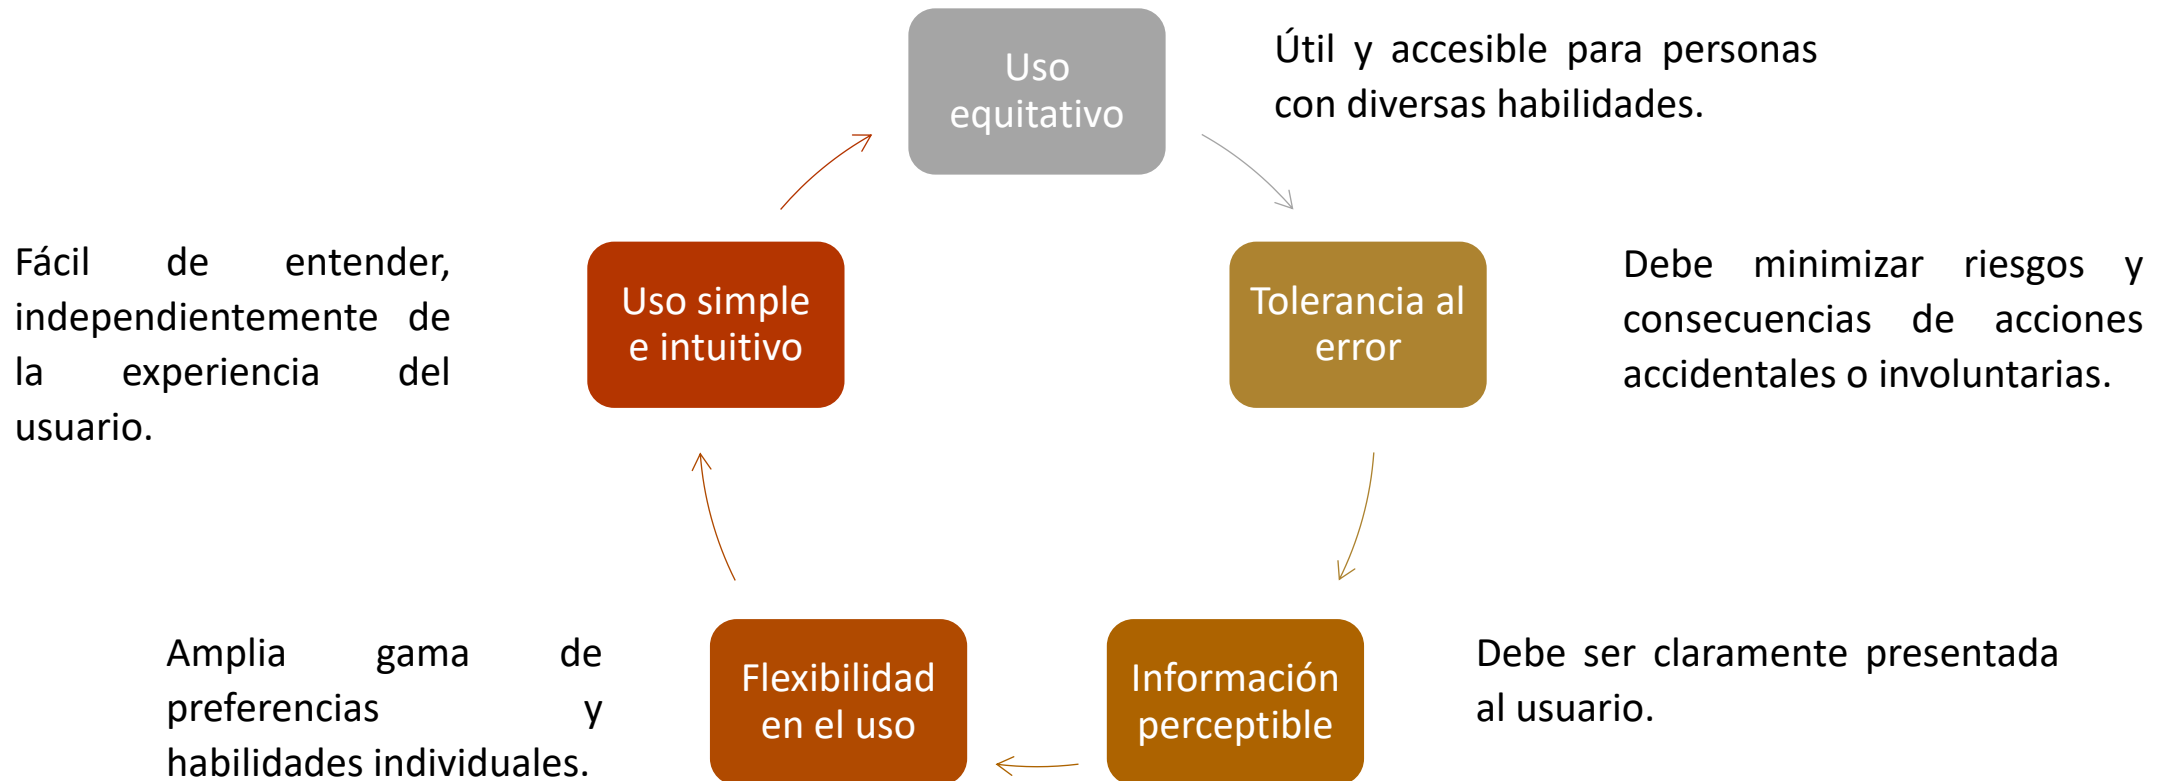 Uso
equitativo
Útil y accesible para personas
con diversas habilidades.
Tolerancia al
error
Debe minimizar riesgos y
consecuencias de acciones
accidentales o involuntarias.
Información
perceptible
Debe ser claramente presentada
al usuario.
Flexibilidad
en el uso
Amplia gama de
preferencias y
habilidades individuales.
Uso simple
e intuitivo
Fácil de entender,
independientemente de
la experiencia del
usuario.